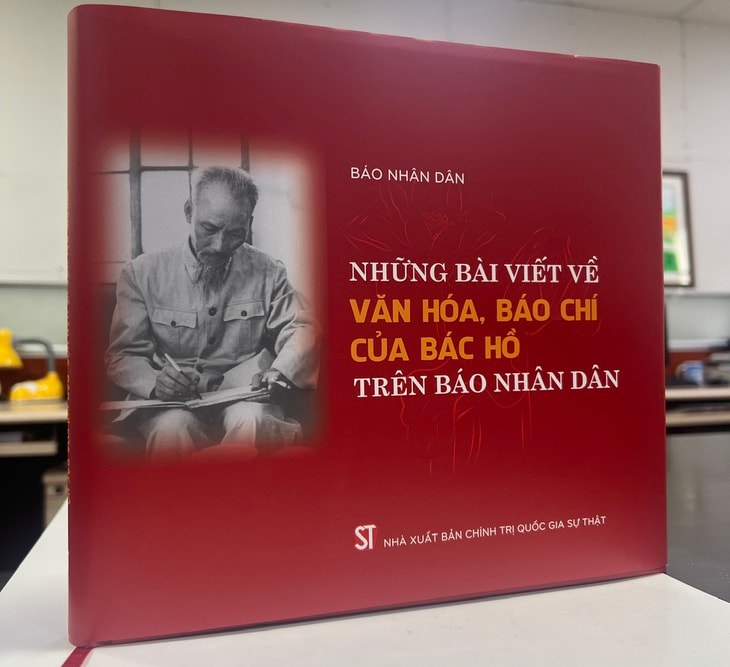 BÁO NHÂN DÂN
NHỮNG BÀI VIẾT VỀ
VĂN HÓA, BÁO CHÍ
CỦA BÁC HỒ
TRÊN BÁO NHÂN DÂN
ST NHÀ XUẤT BẢN CHÍNH TRỊ QUỐC GIA SỰ THẬT